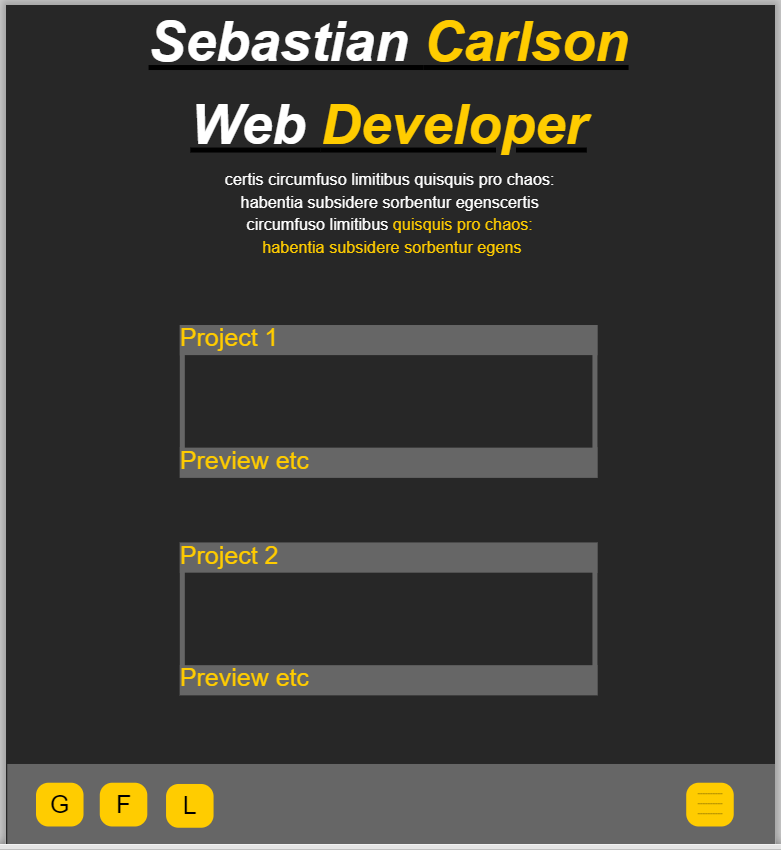 Sebastian Carlson
Web Developer
certis circumfuso limitibus quisquis pro chaos:
habentia subsidere sorbentur egenscertis
circumfuso limitibus quisquis pro chaos:
habentia subsidere sorbentur egens
Project 1
Preview etc
Project 2
Preview etc
G F L